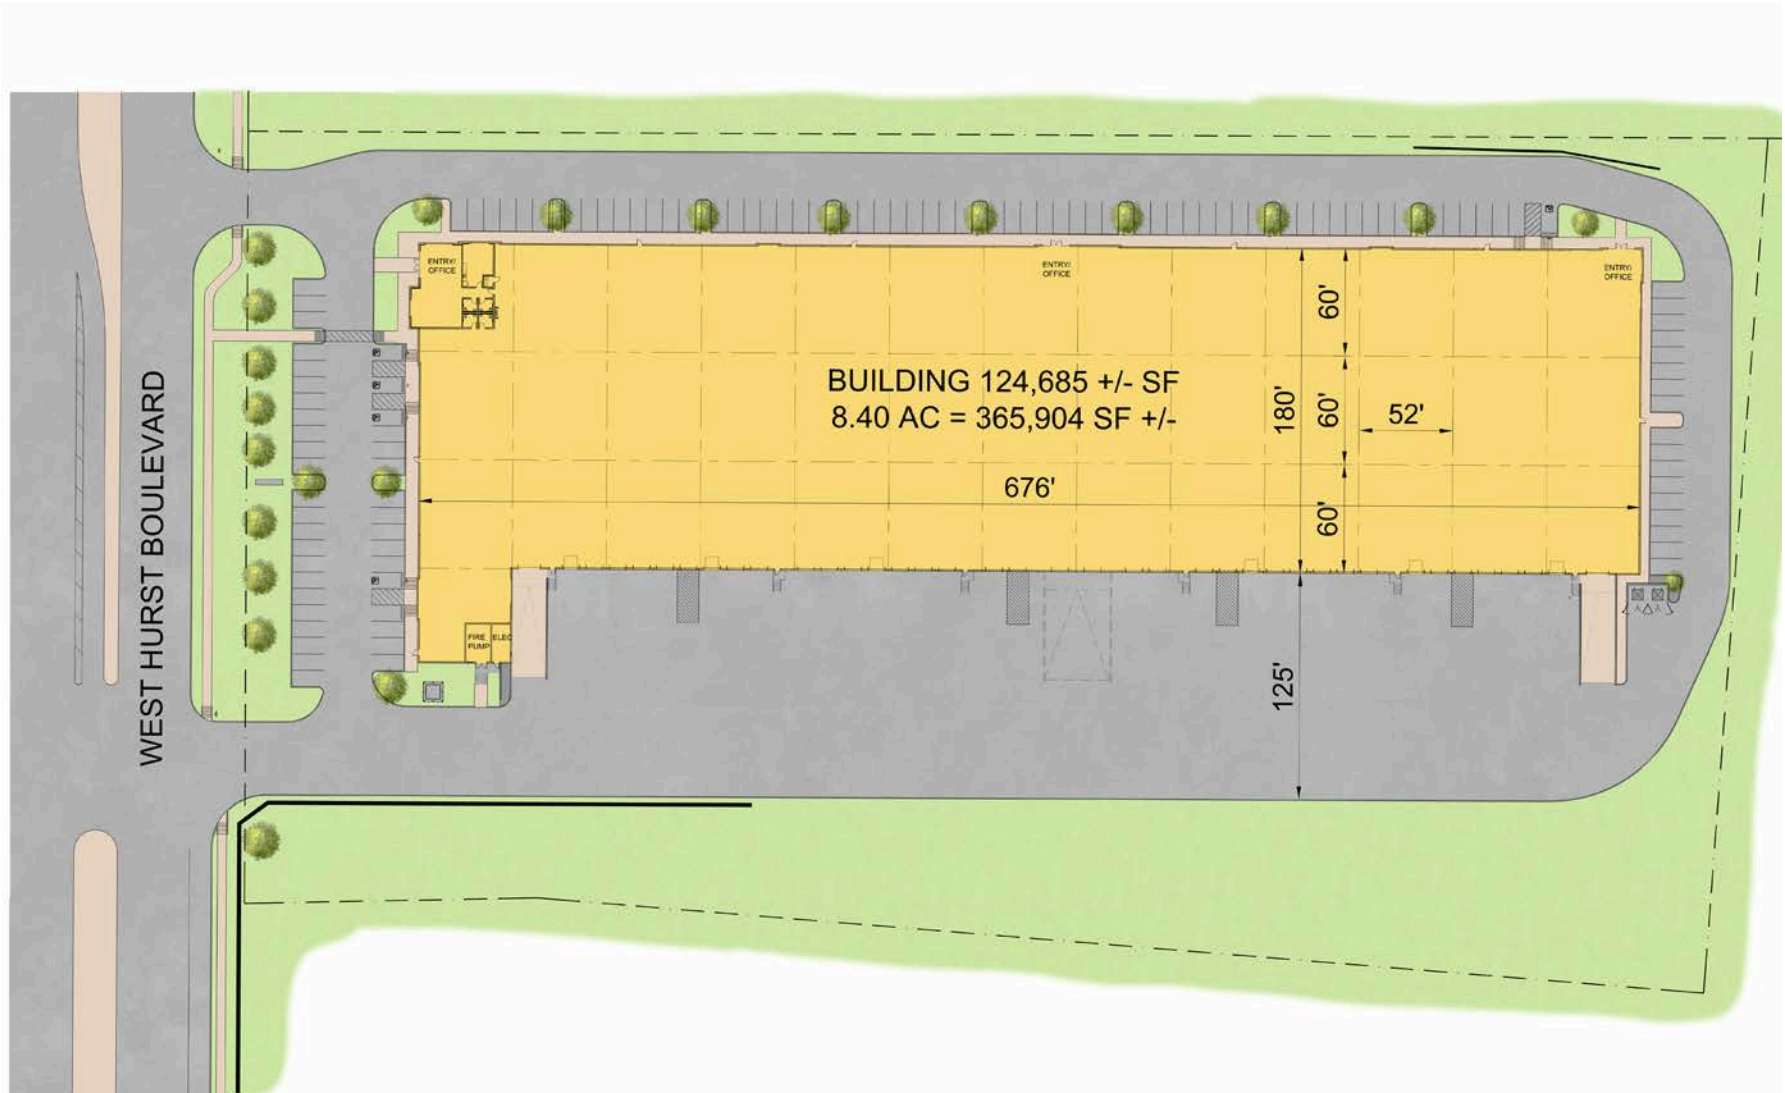 ENTRY/
OFFICE
ENTRY/
OFFICE
ENTRY/
OFFICE
60'
BUILDING 124,685 +/- SF
8.40 AC = 365,904 SF +/-
180'
60'
52'
676'
60'
WEST HURST BOULEVARD
FIRE
PUMP
ELEC
125'